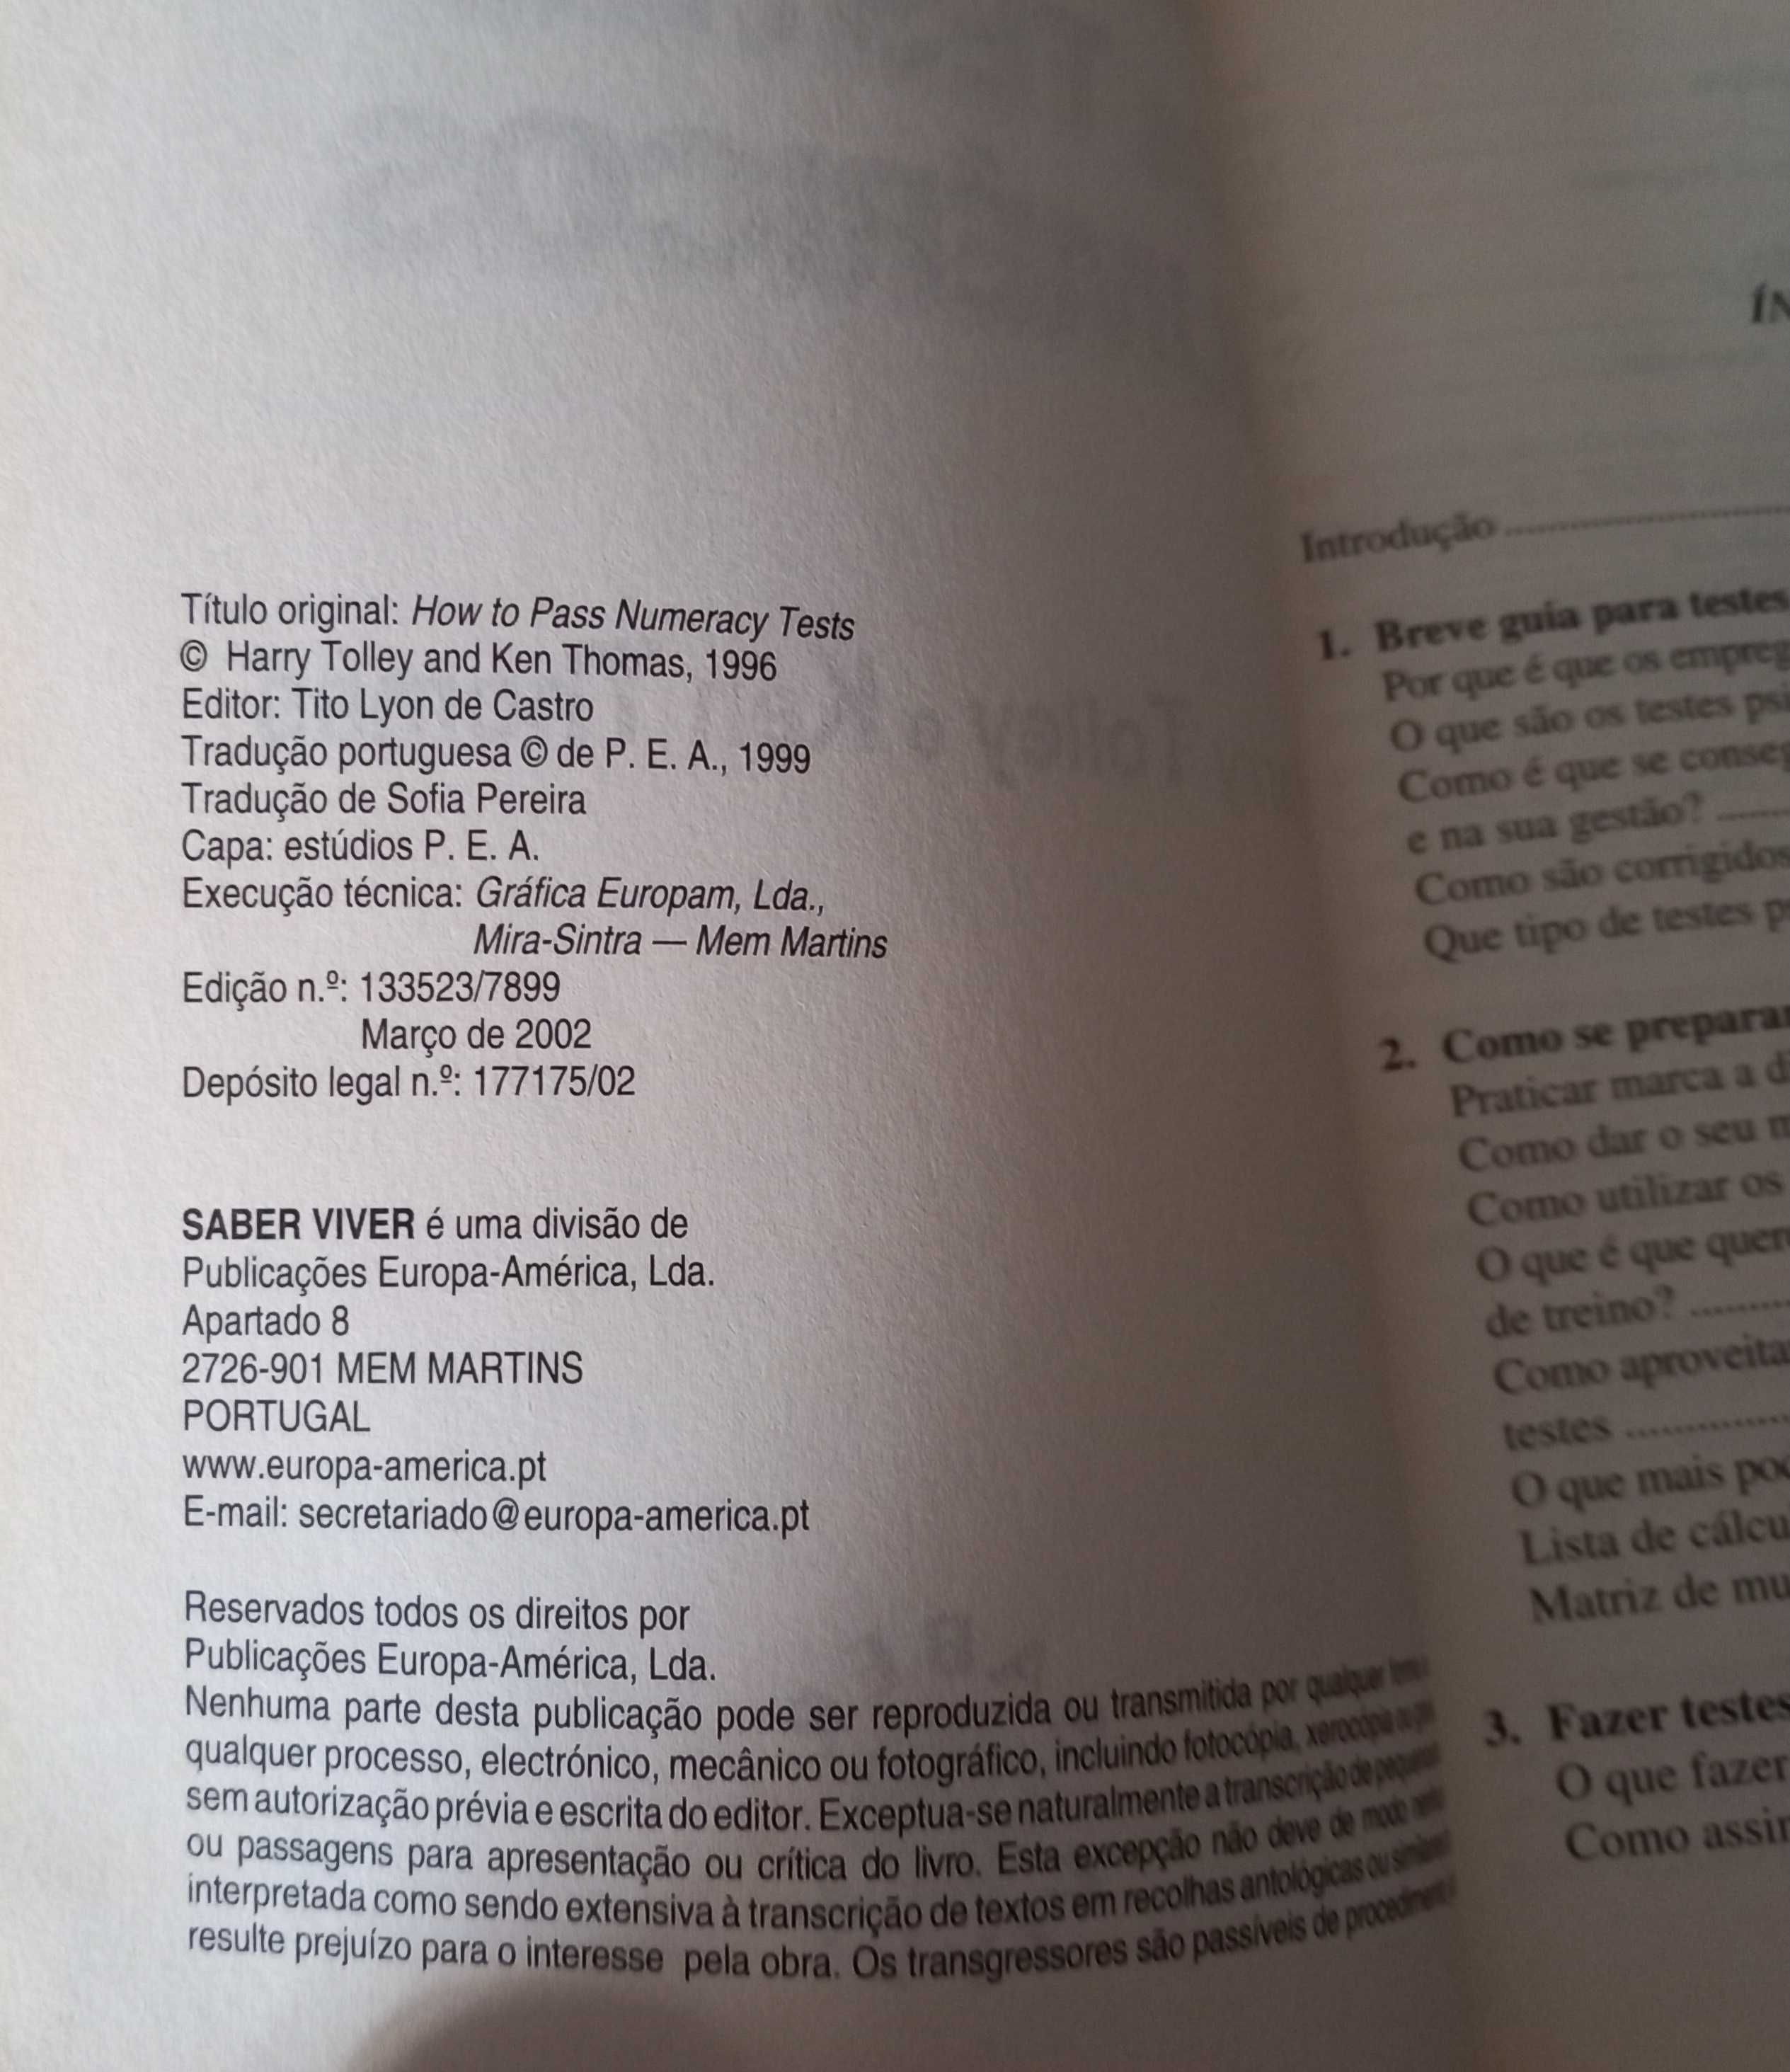 Título original: How to Pass Numeracy Tests
© Harry Tolley and Ken Thomas, 1996
Editor: Tito Lyon de Castro
Tradução portuguesa © de P. E. A., 1999
Tradução de Sofia Pereira
Capa: estúdios P. E. A.
Execução técnica: Gráfica Europam, Lda.,
Mira-Sintra — Mem Martins
Edição n.º: 133523/7899
Março de 2002
Depósito legal n.º: 177175/02
SABER VIVER é uma divisão de
Publicações Europa-América, Lda.
Apartado 8
2726-901 MEM MARTINS
PORTUGAL
www.europa-america.pt
E-mail: secretariado@europa-america.pt
Reservados todos os direitos por
Publicações Europa-América, Lda.
Nenhuma parte desta publicação pode ser reproduzida ou transmitida por qualquer
qualquer processo, electrónico, mecânico ou fotográfico, incluindo fotocópia, xerocópia ou
sem autorização prévia e escrita do editor. Exceptua-se naturalmente a transcrição de
ou passagens para apresentação ou crítica do livro. Esta excepção não deve de modo
interpretada como sendo extensiva à transcrição de textos em recolhas antológicas ou
resulte prejuízo para o interesse pela obra. Os transgressores são passíveis de
Introdução
1. Breve guia para testes
Por que é que os
O que são os testes
Como é que se
e na sua gestão?
Como são corrigidos
Que tipo de testes
2. Como se preparar
Praticar marca a
Como dar o seu
Como utilizar os
O que é que
de treino?
Como
testes
O que mais
Lista de
Matriz de
3. Fazer testes
O que fazer
Como